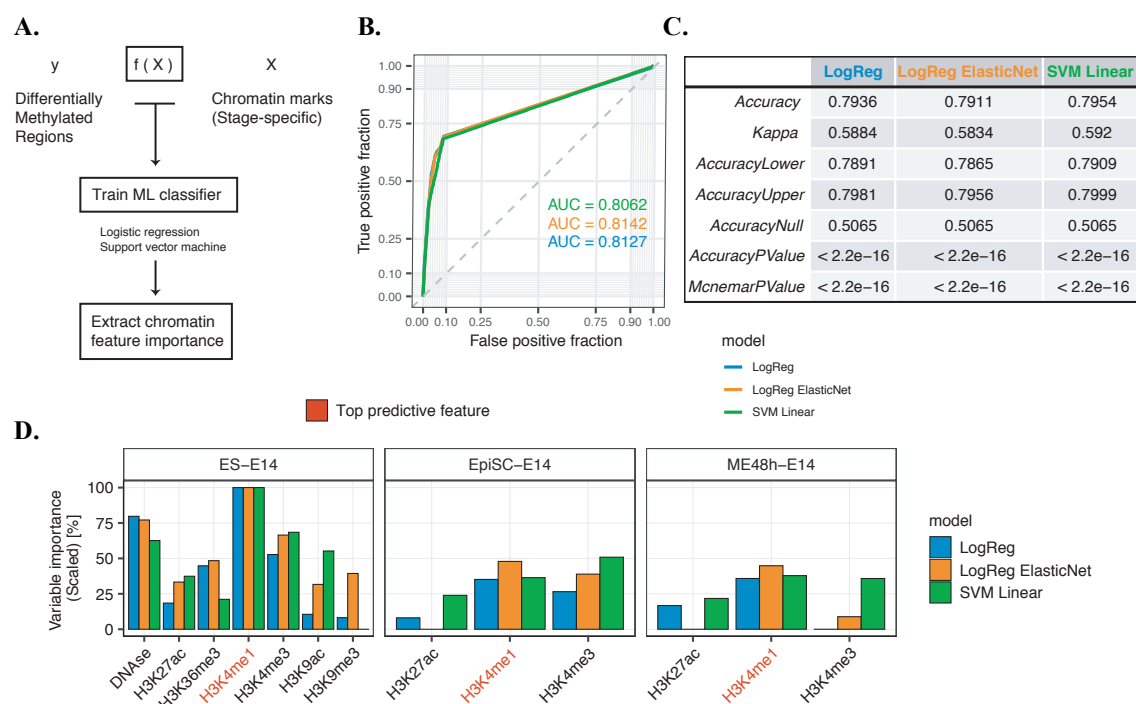 A.
y f ( X ) X
Differentially
Methylated
Regions
Chromatin marks
(Stage-specific)
Train ML classifier
Logistic regression
Support vector machine
Extract chromatin
feature importance
B.
True positive fraction
1.00
0.90
0.75
0.50
0.25
0.10
0.00
AUC = 0.8062
AUC = 0.8142
AUC = 0.8127
0.00 0.10 0.25 0.50 0.75 0.90 1.00
False positive fraction
C.
LogReg LogReg ElasticNet SVM Linear
Accuracy 0.7936 0.7911 0.7954
Kappa 0.5884 0.5834 0.592
AccuracyLower 0.7891 0.7865 0.7909
AccuracyUpper 0.7981 0.7956 0.7999
AccuracyNull 0.5065 0.5065 0.5065
AccuracyPValue < 2.2e−16 < 2.2e−16 < 2.2e−16
McnemarPValue < 2.2e−16 < 2.2e−16 < 2.2e−16
model
LogReg
LogReg ElasticNet
SVM Linear
Top predictive feature
D.
ES−E14 EpiSC−E14 ME48h−E14
Variable importance
(Scaled) [%]
100
75
50
25
0
DNAse H3K27ac H3K36me3 H3K4me1 H3K4me3 H3K9ac H3K9me3
H3K27ac H3K4me1 H3K4me3
H3K27ac H3K4me1 H3K4me3
model
LogReg
LogReg ElasticNet
SVM Linear